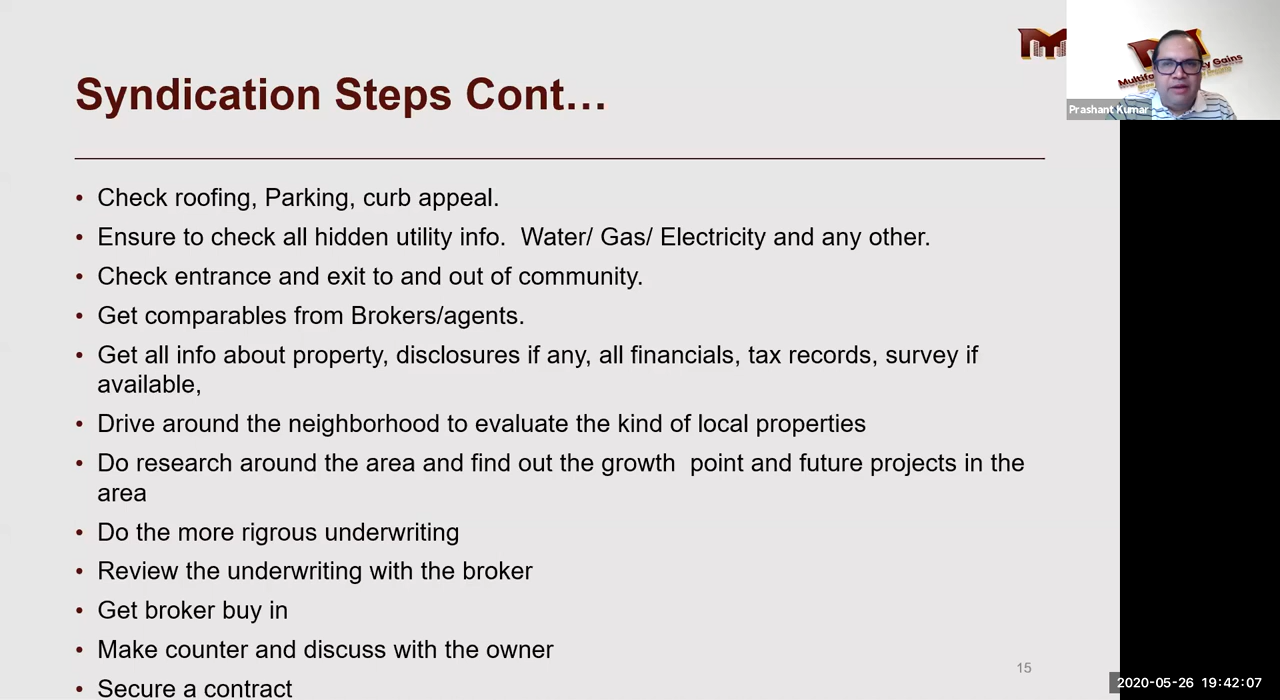 Syndication Steps Cont…
• Check roofing, Parking, curb appeal.
• Ensure to check all hidden utility info.  Water/ Gas/ Electricity and any other.
• Check entrance and exit to and out of community.
• Get comparables from Brokers/agents.
• Get all info about property, disclosures if any, all financials, tax records, survey if
available,
• Drive around the neighborhood to evaluate the kind of local properties
• Do research around the area and find out the growth  point and future projects in the
area
• Do the more rigrous underwriting
• Review the underwriting with the broker
• Get broker buy in
• Make counter and discuss with the owner
• Secure a contract
15
Gains
Prashant Kumar
2020-05-26 19:42:07